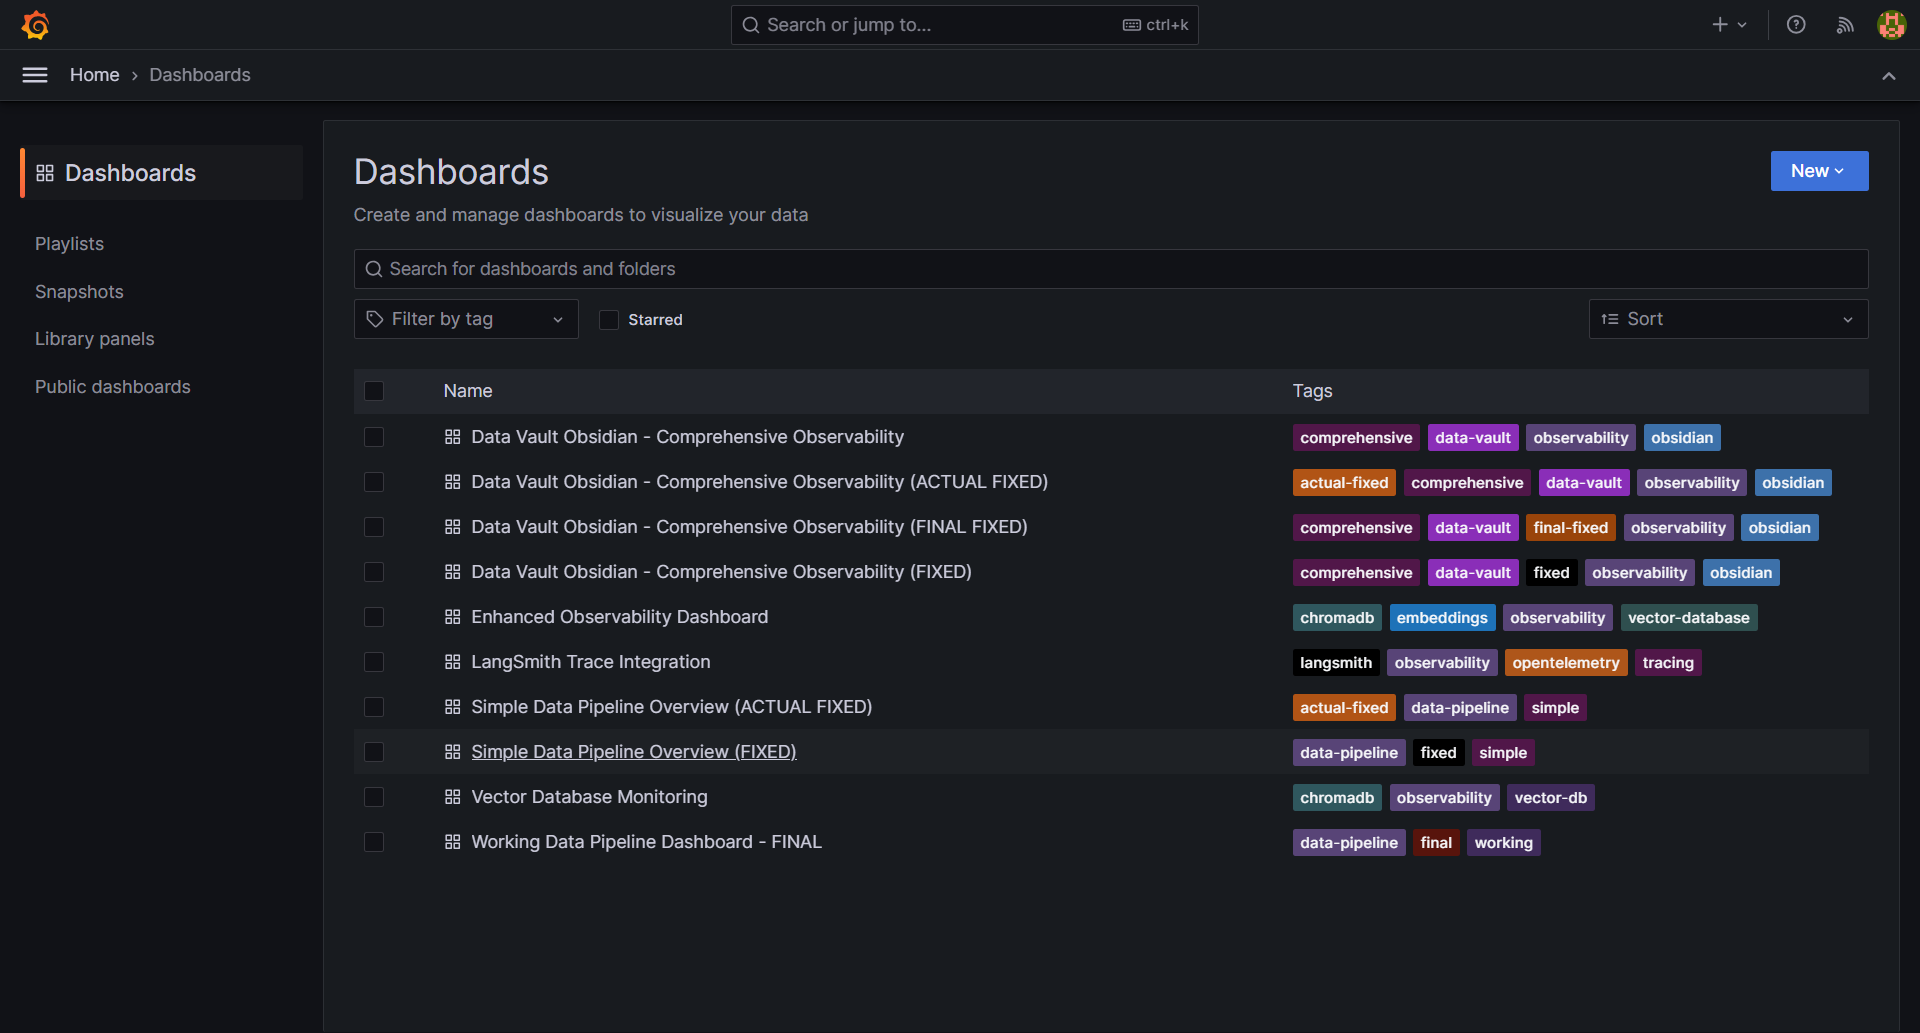 Search or jump to...
ctrl+k
Home › Dashboards
Dashboards
Playlists
Snapshots
Library panels
Public dashboards
Dashboards
New
Create and manage dashboards to visualize your data
Search for dashboards and folders
Filter by tag
Starred
Sort
Name Tags
Data Vault Obsidian - Comprehensive Observability comprehensive data-vault observability obsidian
Data Vault Obsidian - Comprehensive Observability (ACTUAL FIXED) actual-fixed comprehensive data-vault observability obsidian
Data Vault Obsidian - Comprehensive Observability (FINAL FIXED) comprehensive data-vault final-fixed observability obsidian
Data Vault Obsidian - Comprehensive Observability (FIXED) comprehensive data-vault fixed observability obsidian
Enhanced Observability Dashboard chromadb embeddings observability vector-database
LangSmith Trace Integration langsmith observability opentelemetry tracing
Simple Data Pipeline Overview (ACTUAL FIXED) actual-fixed data-pipeline simple
Simple Data Pipeline Overview (FIXED) data-pipeline fixed simple
Vector Database Monitoring chromadb observability vector-db
Working Data Pipeline Dashboard - FINAL data-pipeline final working